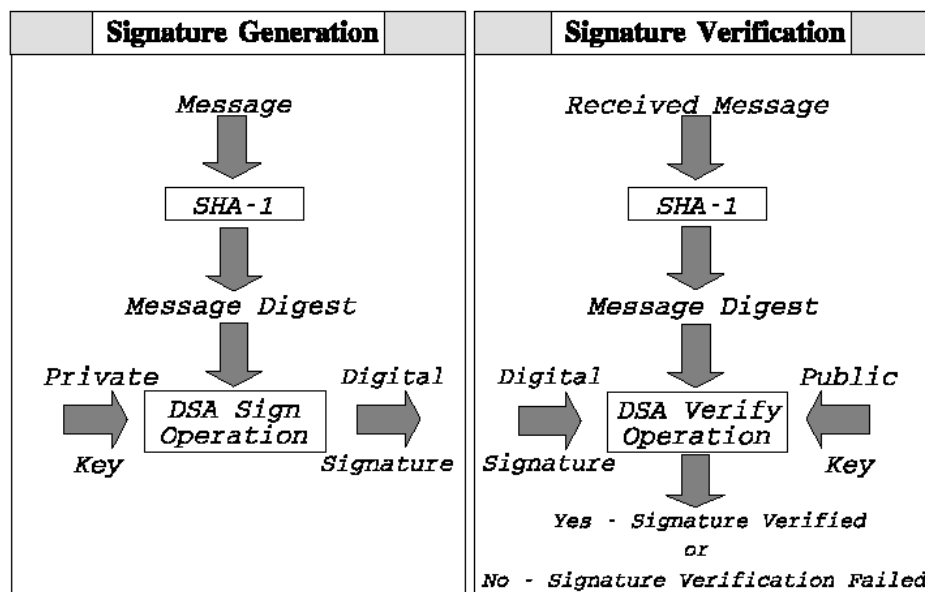 Signature Generation
Message
SHA-1
Message Digest
Private
Key
DSA Sign
Operation
Digital
Signature
Signature Verification
Received Message
SHA-1
Message Digest
Digital
Signature
DSA Verify
Operation
Public
Key
Yes - Signature Verified
or
No - Signature Verification Failed